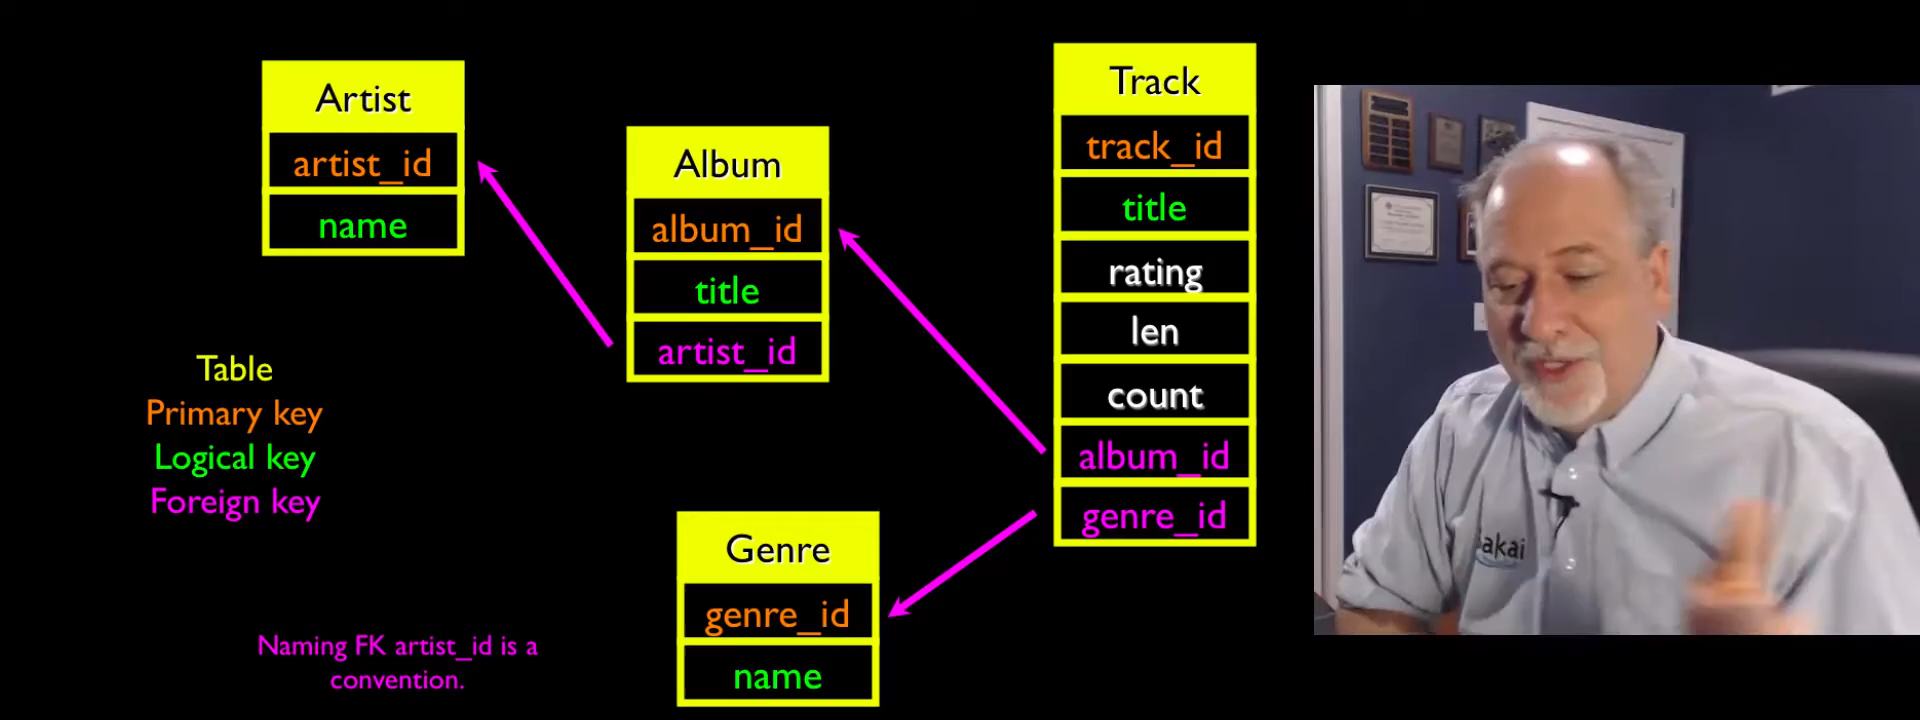 Artist
artist_id
name
Album
album_id
title
artist_id
Track
track_id
title
rating
len
count
album_id
genre_id
Genre
genre_id
name
Table
Primary key
Logical key
Foreign key
Naming FK artist_id is a
convention.